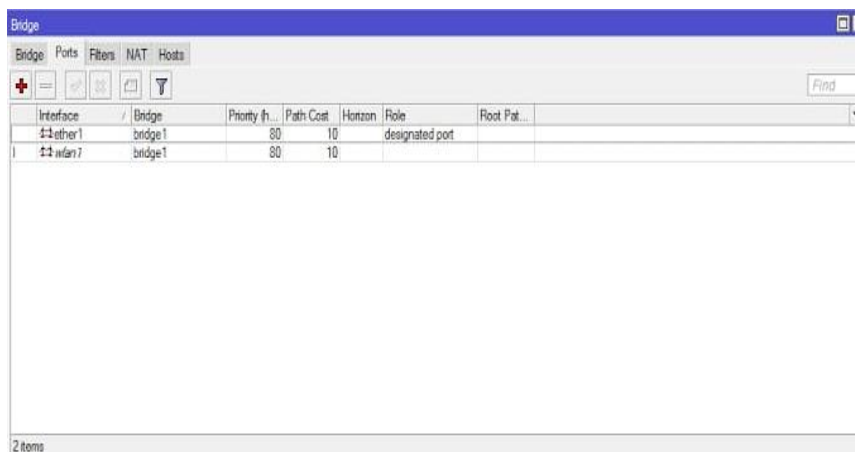 Bridge
Bridge Ports Filters NAT Hosts
Find
Interface / Bridge Priority (h... Path Cost Horizon Role Root Pat...
ether1 bridge1 80 10 designated port
I wlan1 bridge1 80 10
2 items